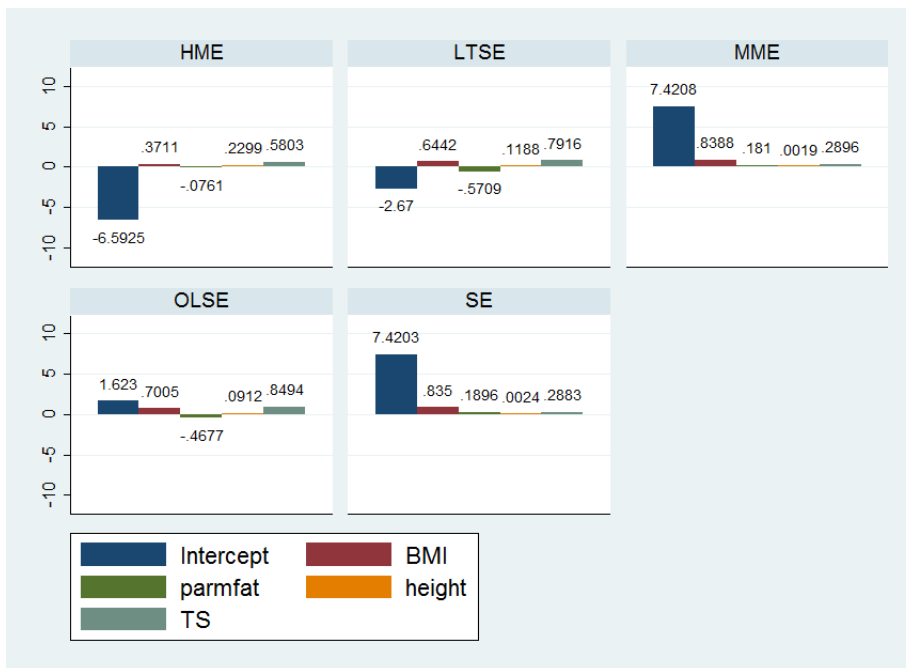 HME LTSE MME
10
5
0
-5
-10
-6.5925 .3711 -.0761 .2299 .5803
-2.67 .6442 -.5709 .1188 .7916
7.4208 .8388 .181 .0019 .2896
OLSE SE
10
5
0
-5
-10
1.623 .7005 -.4677 .0912 .8494
7.4203 .835 .1896 .0024 .2883
Intercept BMI
parmfat height
TS